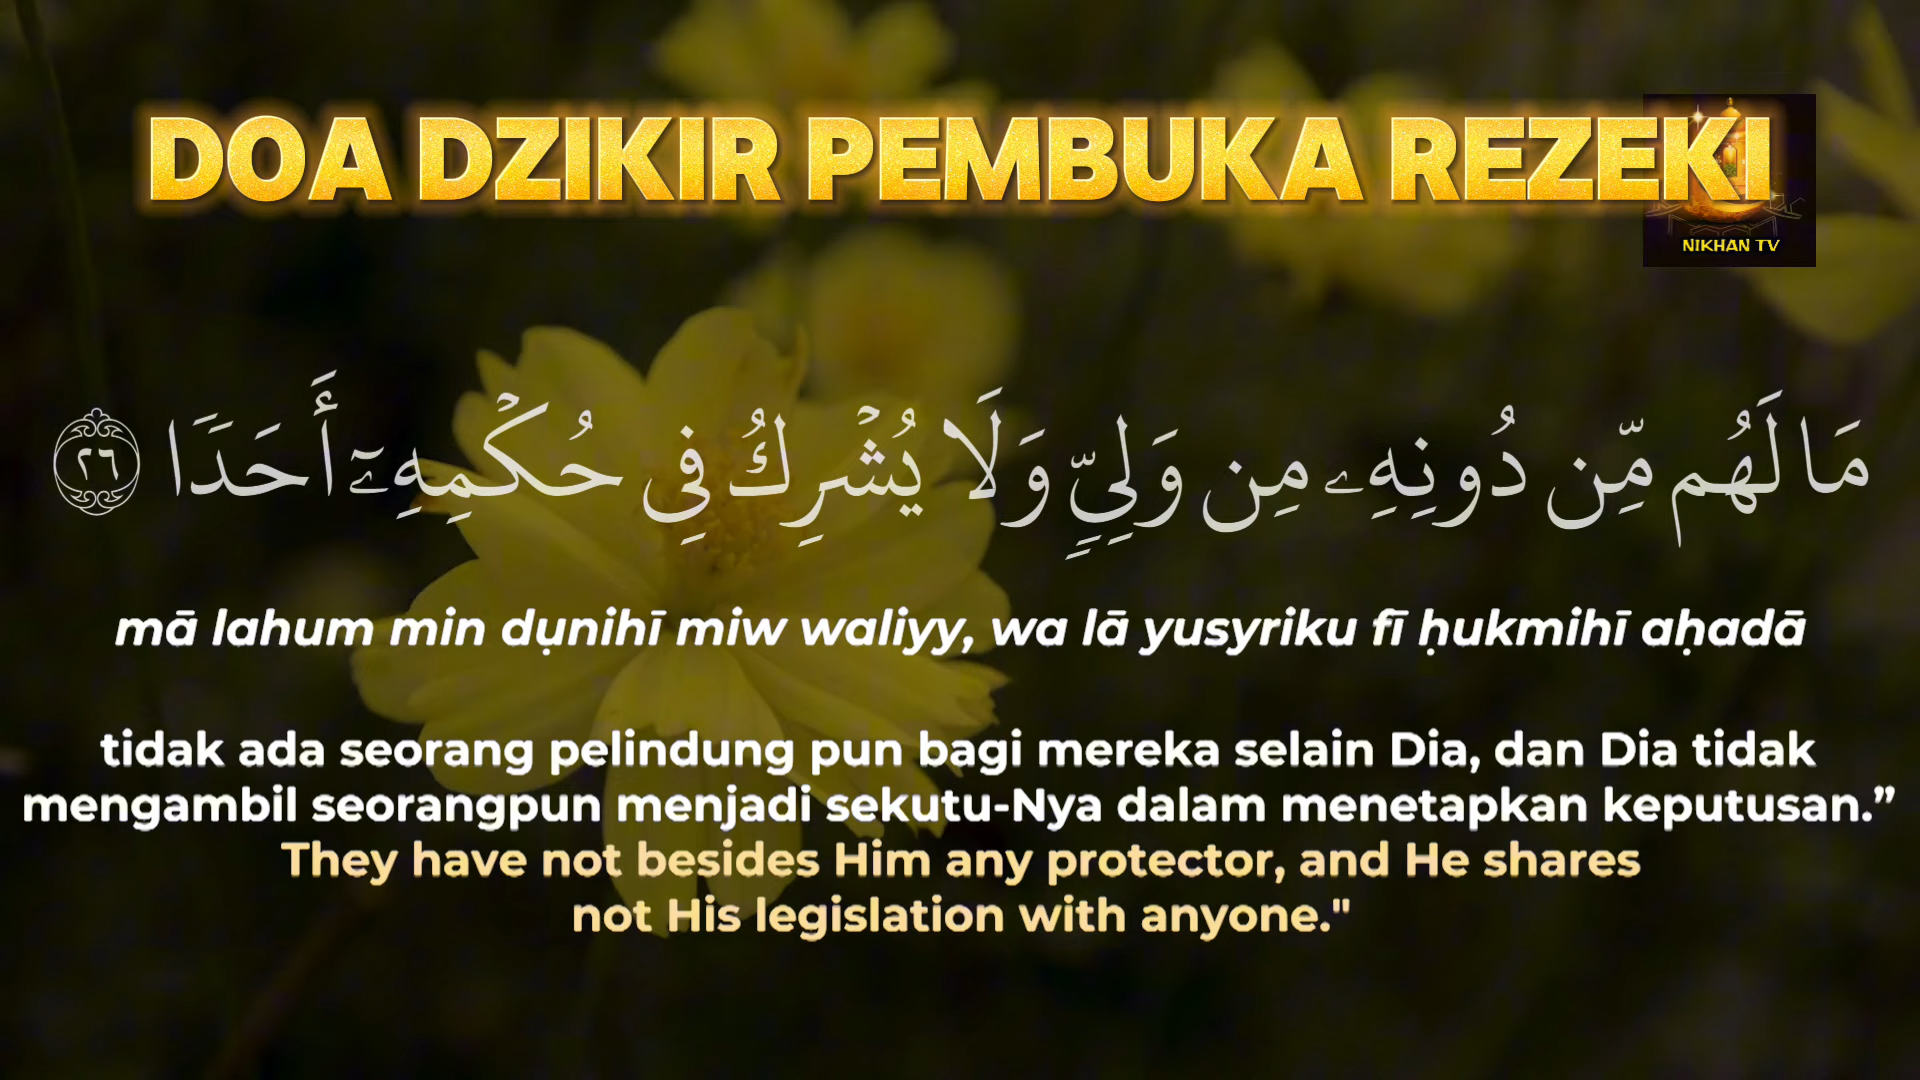 DOA DZIKIR PEMBUKA REZEKI
NIKHAN TV
مَا لَهُم مِّن دُونِهِۦ مِن وَلِيٍّ وَلَا يُشْرِكُ فِى حُكْمِهِۦٓ أَحَدًا ٢٦
mā lahum min dụnihī miw waliyy, wa lā yusyriku fī ḥukmihī aḥadā
tidak ada seorang pelindung pun bagi mereka selain Dia, dan Dia tidak
mengambil seorangpun menjadi sekutu-Nya dalam menetapkan keputusan.”
They have not besides Him any protector, and He shares
not His legislation with anyone."